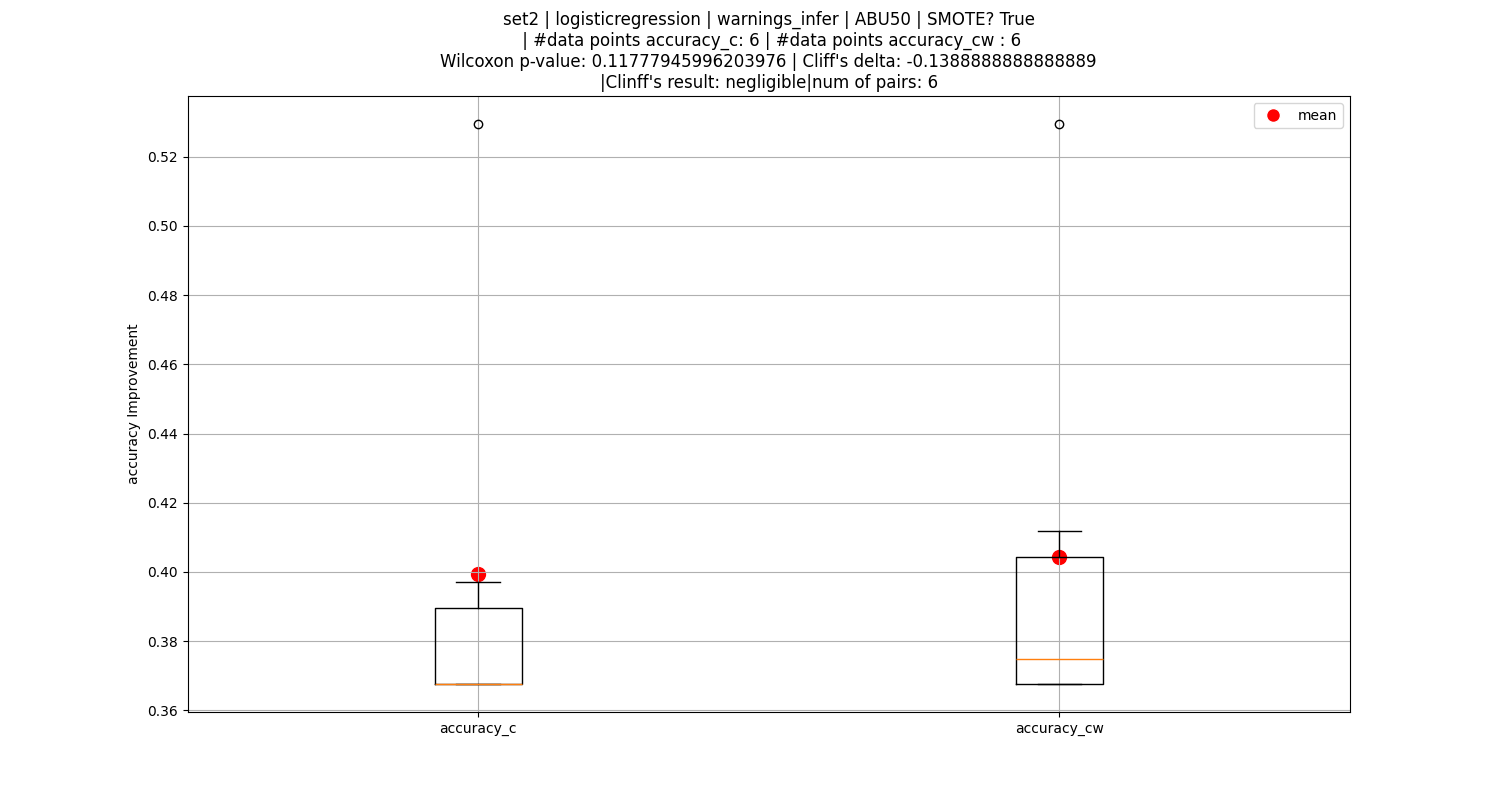 set2 | logisticregression | warnings_infer | ABU50 | SMOTE? True
| #data points accuracy_c: 6 | #data points accuracy_cw : 6
Wilcoxon p-value: 0.11777945996203976 | Cliff's delta: -0.1388888888888889
|Clinff's result: negligible|num of pairs: 6
mean
0.52
0.50
0.48
0.46
0.44
0.42
0.40
0.38
0.36
accuracy Improvement
accuracy_c
accuracy_cw